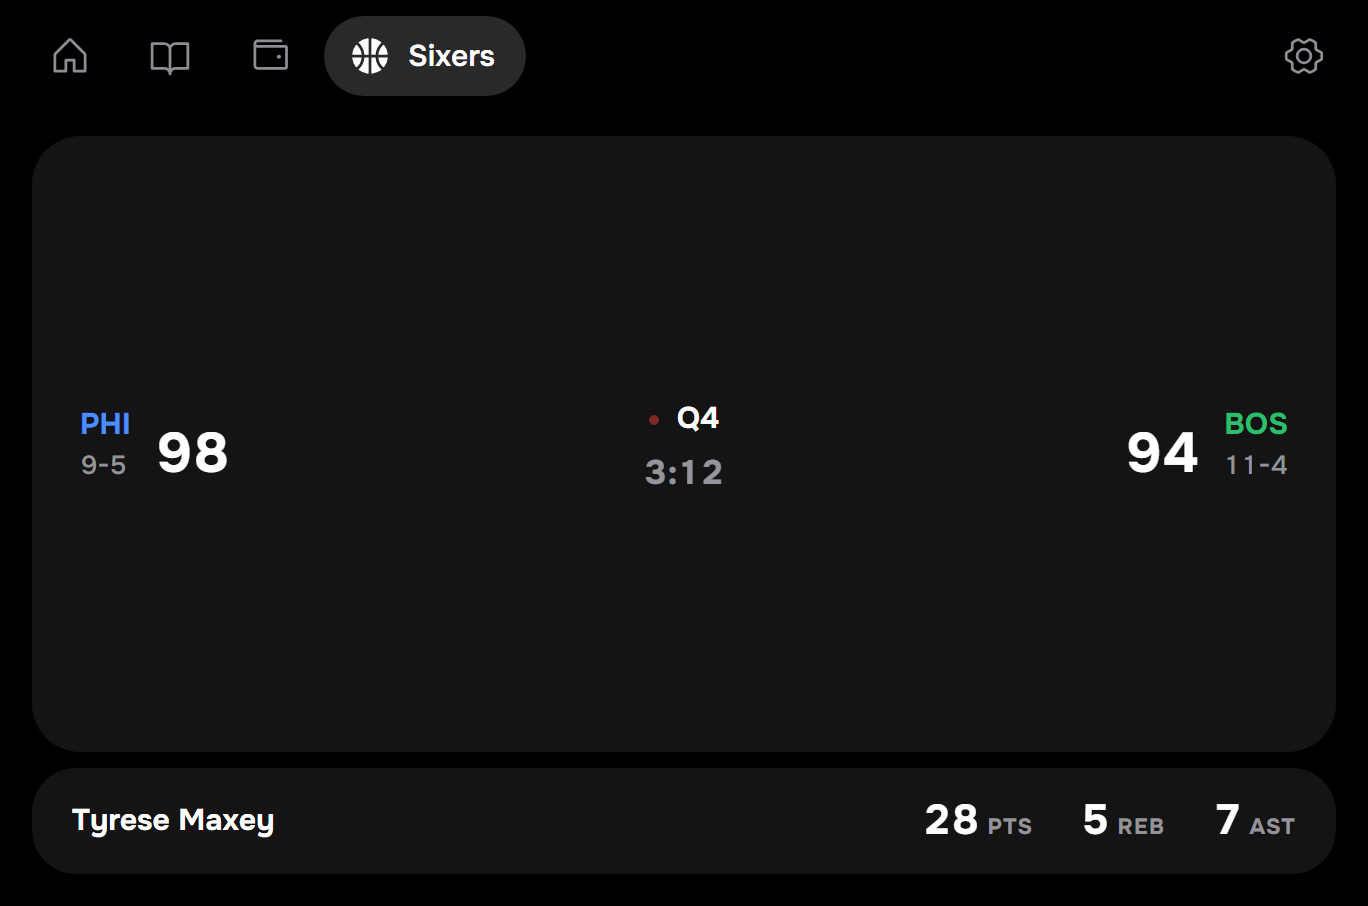 Sixers
PHI
9-5
98
Q4
3:12
94
BOS
11-4
Tyrese Maxey
28 PTS
5 REB
7 AST